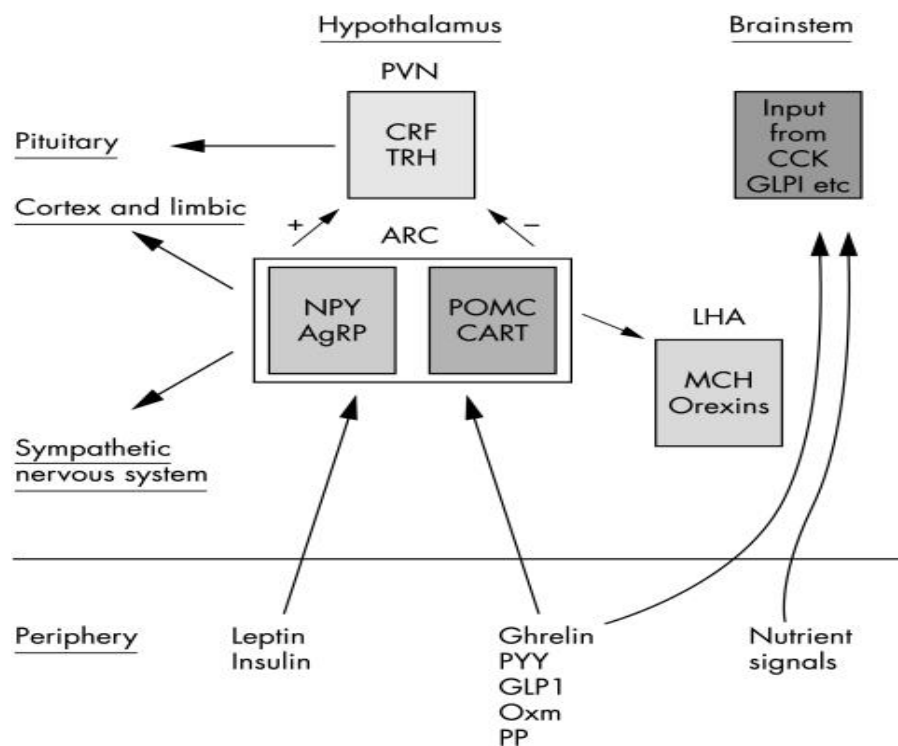 Hypothalamus
Brainstem
PVN
CRF
TRH
Input
from
CCK
GLPI etc
Pituitary
Cortex and limbic
+
−
ARC
NPY
AgRP
POMC
CART
LHA
MCH
Orexins
Sympathetic
nervous system
Periphery
Leptin
Insulin
Ghrelin
PYY
GLP1
Oxm
PP
Nutrient
signals